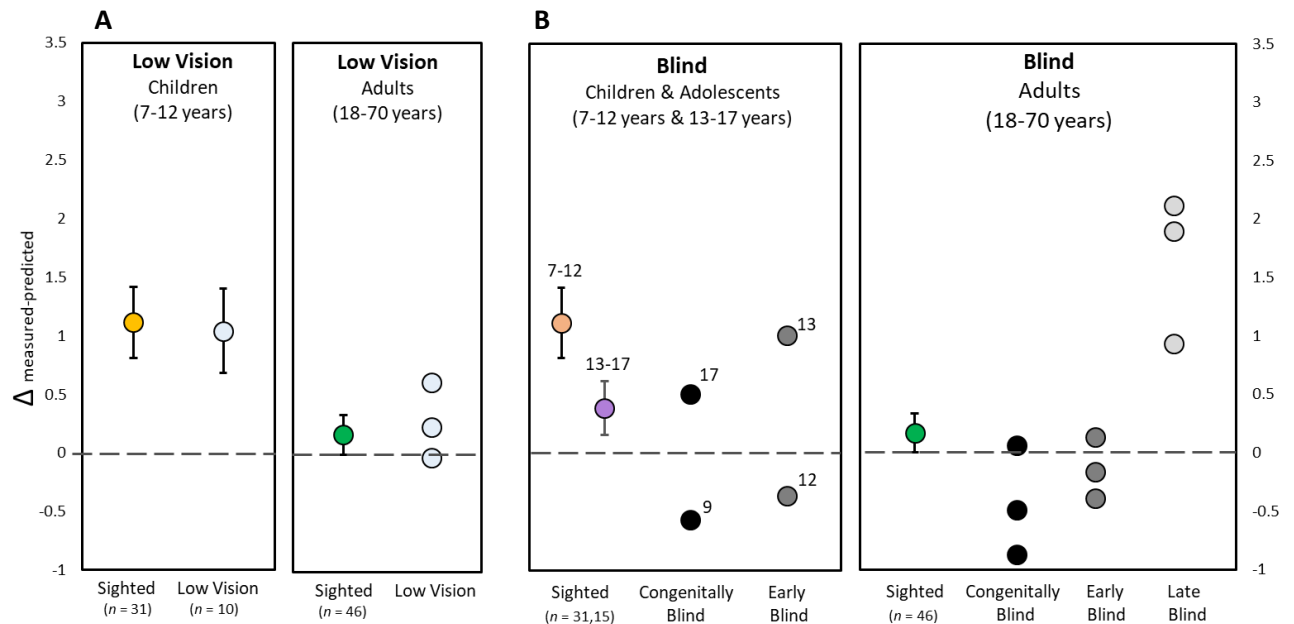 A
B
3.5
3
2.5
2
1.5
1
0.5
0
-0.5
-1
Δ measured-predicted
Low Vision
Children
(7-12 years)
Sighted
(n = 31)
Low Vision
(n = 10)
Low Vision
Adults
(18-70 years)
Sighted
(n = 46)
Low Vision
Blind
Children & Adolescents
(7-12 years & 13-17 years)
7-12
13-17
17
9
13
12
Sighted
(n = 31,15)
Congenitally
Blind
Early
Blind
Blind
Adults
(18-70 years)
Sighted
(n = 46)
Congenitally
Blind
Early
Blind
Late
Blind
3.5
3
2.5
2
1.5
1
0.5
0
-0.5
-1